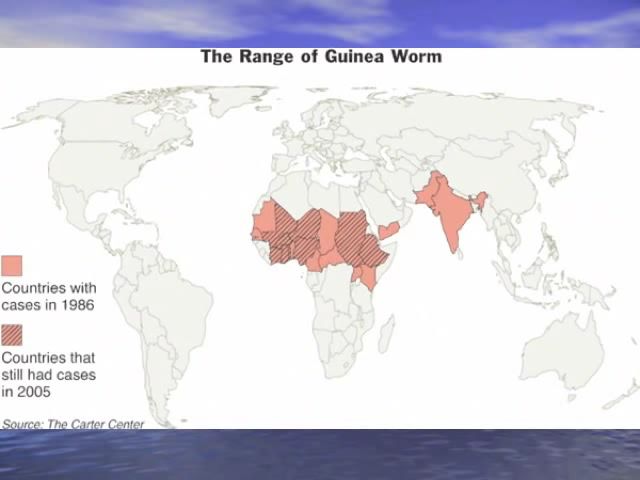 The Range of Guinea Worm
Countries with
cases in 1986
Countries that
still had cases
in 2005
Source: The Carter Center